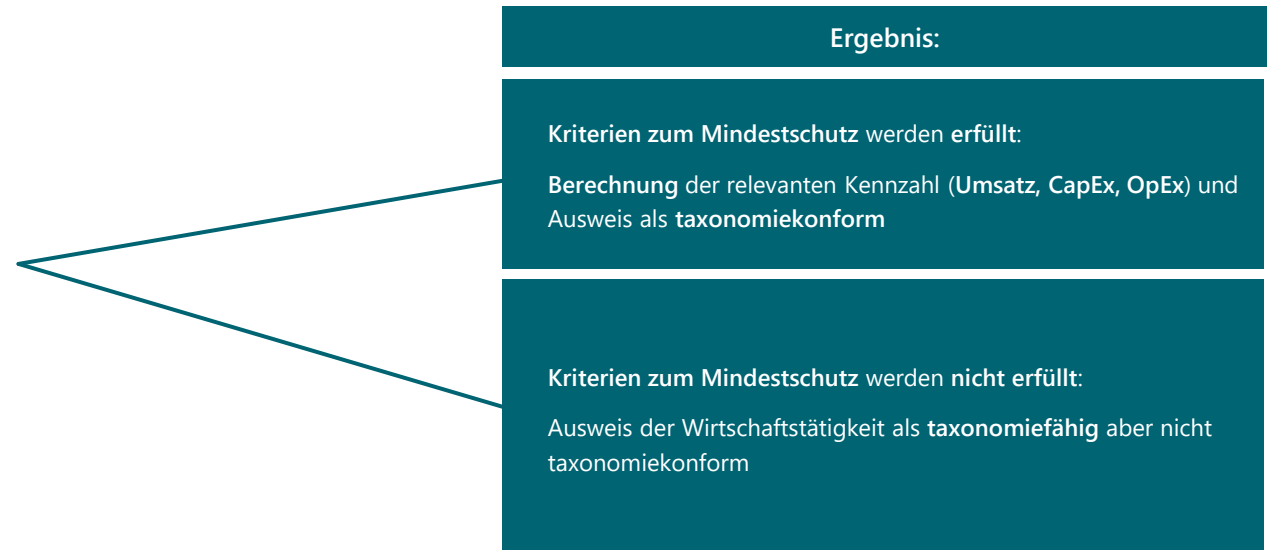 Ergebnis:
Kriterien zum Mindestschutz werden erfüllt:
Berechnung der relevanten Kennzahl (Umsatz, CapEx, OpEx) und
Ausweis als taxonomiekonform
Kriterien zum Mindestschutz werden nicht erfüllt:
Ausweis der Wirtschaftstätigkeit als taxonomiefähig aber nicht
taxonomiekonform